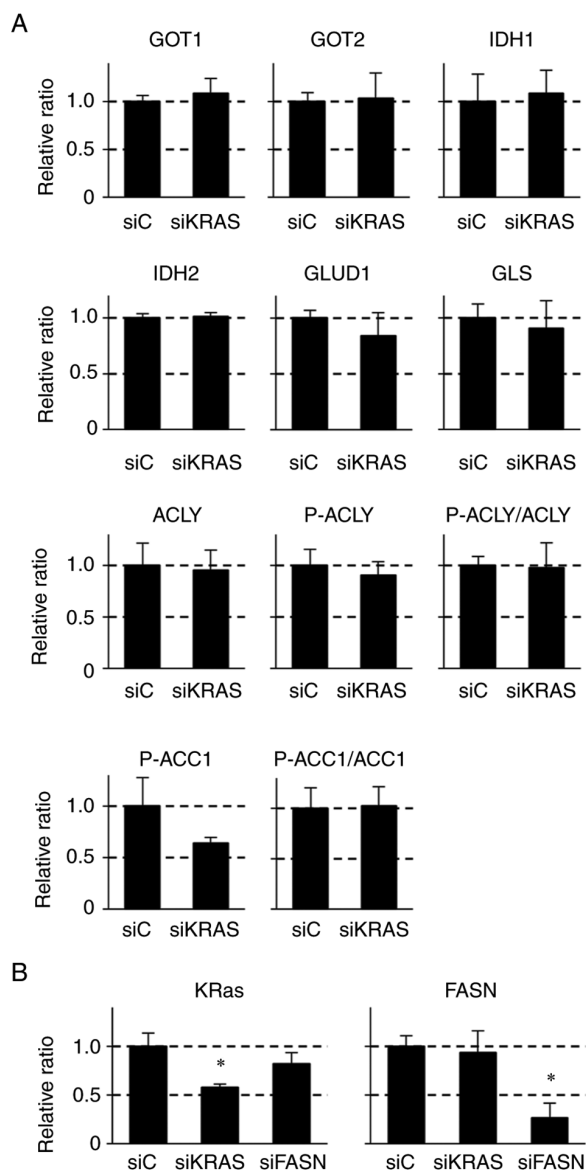 A
GOT1 GOT2 IDH1
Relative ratio
1.0
0.5
0
siC siKRAS siC siKRAS siC siKRAS
IDH2 GLUD1 GLS
Relative ratio
1.0
0.5
0
siC siKRAS siC siKRAS siC siKRAS
ACLY P-ACLY P-ACLY/ACLY
Relative ratio
1.0
0.5
0
siC siKRAS siC siKRAS siC siKRAS
P-ACC1 P-ACC1/ACC1
Relative ratio
1.0
0.5
0
siC siKRAS siC siKRAS
B
KRas FASN
Relative ratio
1.0
0.5
0
* *
siC siKRAS siFASN siC siKRAS siFASN